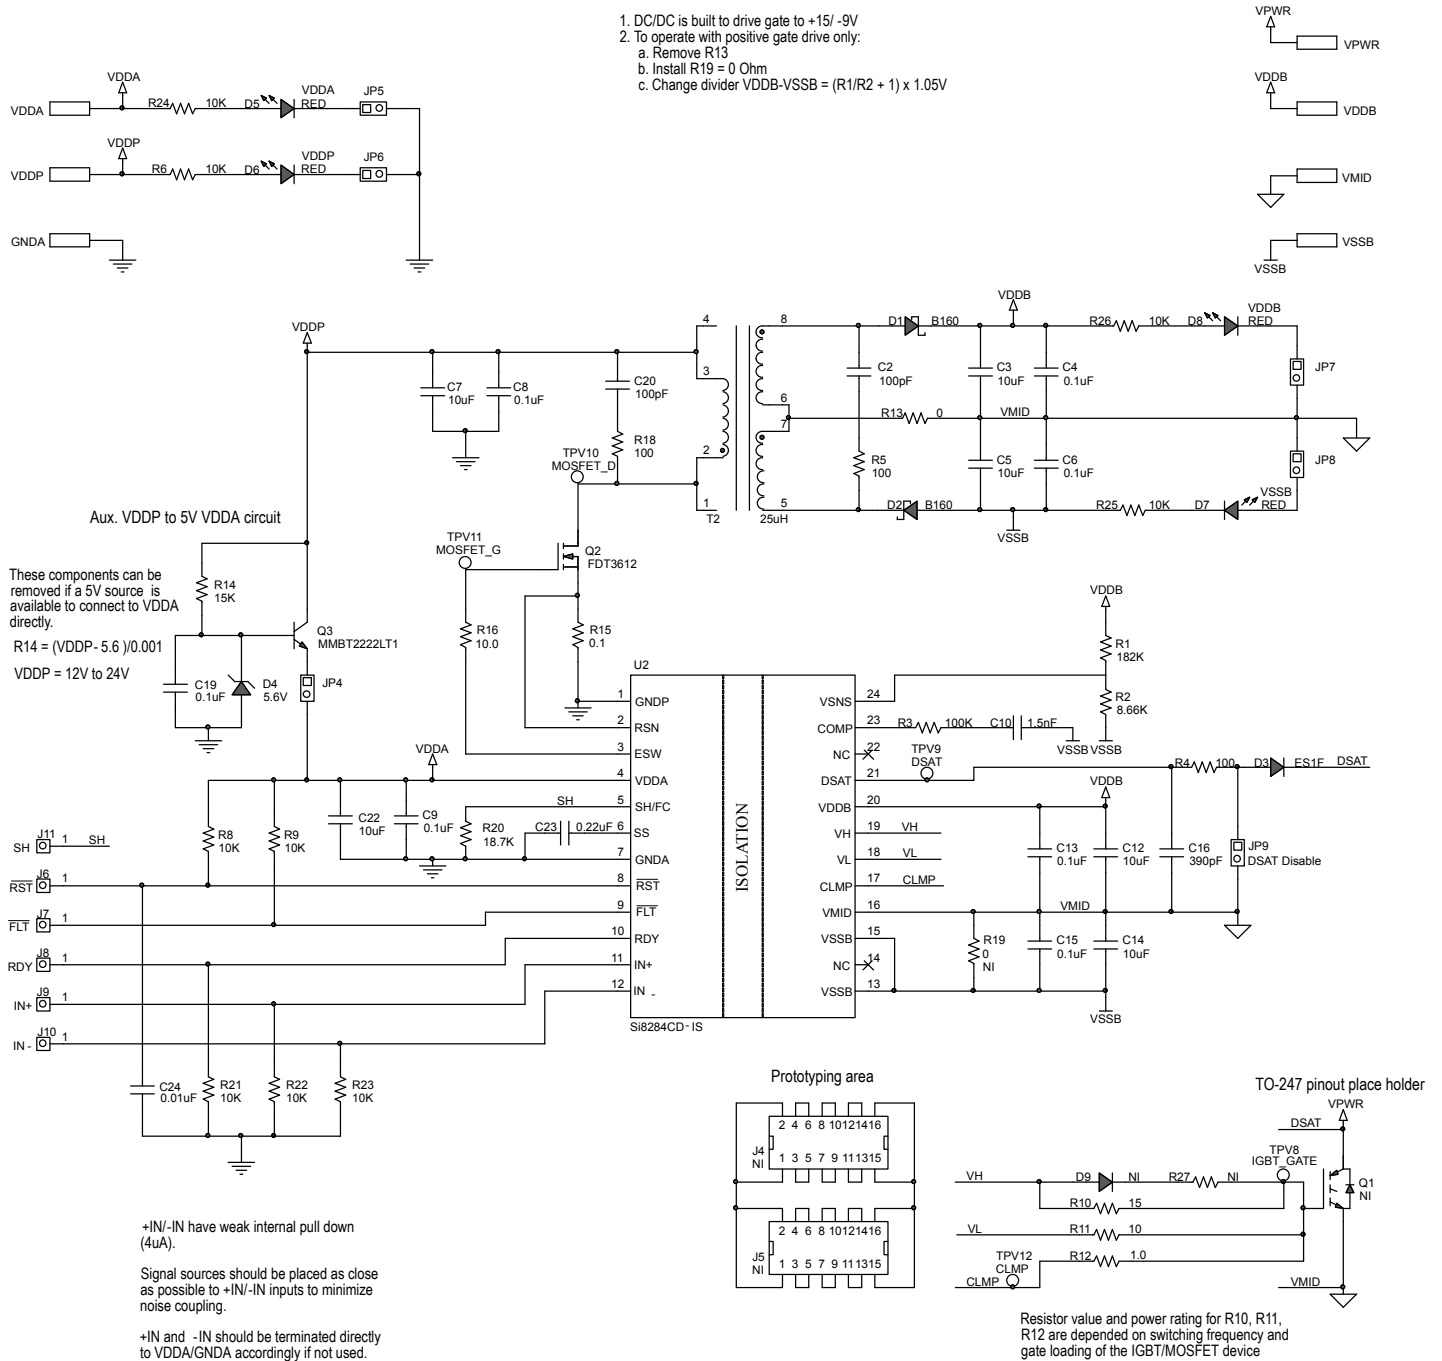 1. DC/DC is built to drive gate to +15/ -9V
2. To operate with positive gate drive only:
a. Remove R13
b. Install R19 = 0 Ohm
c. Change divider VDDB-VSSB = (R1/R2 + 1) x 1.05V
VPWR
VPWR
VDDB
VDDB
VMID
VSSB
VSSB
VDDA
VDDA
R24 10K D5 VDDA RED JP5
VDDP
VDDP
R6 10K D6 VDDP RED JP6
GNDA
VDDP
C7 10uF
C8 0.1uF
C20 100pF
R18 100
TPV10
MOSFET_D
4
3
2
1
T2
8
6
7
5
25uH
C2 100pF
R5 100
D1 B160
D2 B160
R13 0
VDDB
C3 10uF
C4 0.1uF
VMID
C5 10uF
C6 0.1uF
VSSB
R26 10K D8 VDDB RED
JP7
JP8
R25 10K D7 VSSB RED
Aux. VDDP to 5V VDDA circuit
These components can be
removed if a 5V source is
available to connect to VDDA
directly.
R14 = (VDDP- 5.6 )/0.001
VDDP = 12V to 24V
R14 15K
Q3
MMBT2222LT1
C19 0.1uF
D4 5.6V
JP4
TPV11
MOSFET_G
Q2
FDT3612
R16 10.0
R15 0.1
U2
1 GNDP
2 RSN
3 ESW
4 VDDA
5 SH/FC
6 SS
7 GNDA
8 RST
9 FLT
10 RDY
11 IN+
12 IN -
ISOLATION
VSNS 24
COMP 23
NC 22
DSAT 21
VDDB 20
VH 19 VH
VL 18 VL
CLMP 17 CLMP
VMID 16
VSSB 15
NC 14
VSSB 13
Si8284CD-IS
VDDA
C22 10uF
C9 0.1uF
SH
R20 18.7K
C23 0.22uF
R8 10K
R9 10K
J11 SH 1 SH
J6 RST 1
J7 FLT 1
J8 RDY 1
J9 IN+ 1
J10 IN - 1
C24 0.01uF
R21 10K
R22 10K
R23 10K
VDDB
R1 182K
R2 8.66K
R3 100K C10 1.5nF
VSSB VSSB
TPV9
DSAT
R4 100 D3 ES1F DSAT
VDDB
C13 0.1uF
C12 10uF
C16 390pF
JP9
DSAT Disable
VMID
R19 0 NI
C15 0.1uF
C14 10uF
VSSB
Prototyping area
2 4 6 8 10 12 14 16
J4 NI
1 3 5 7 9 11 13 15
2 4 6 8 10 12 14 16
J5 NI
1 3 5 7 9 11 13 15
TO-247 pinout place holder
VPWR
DSAT
TPV8
IGBT_GATE
VH D9 NI R27 NI
Q1 NI
R10 15
VL R11 10
TPV12
CLMP
R12 1.0
CLMP
VMID
Resistor value and power rating for R10, R11,
R12 are depended on switching frequency and
gate loading of the IGBT/MOSFET device
+IN/-IN have weak internal pull down
(4uA).
Signal sources should be placed as close
as possible to +IN/-IN inputs to minimize
noise coupling.
+IN and -IN should be terminated directly
to VDDA/GNDA accordingly if not used.